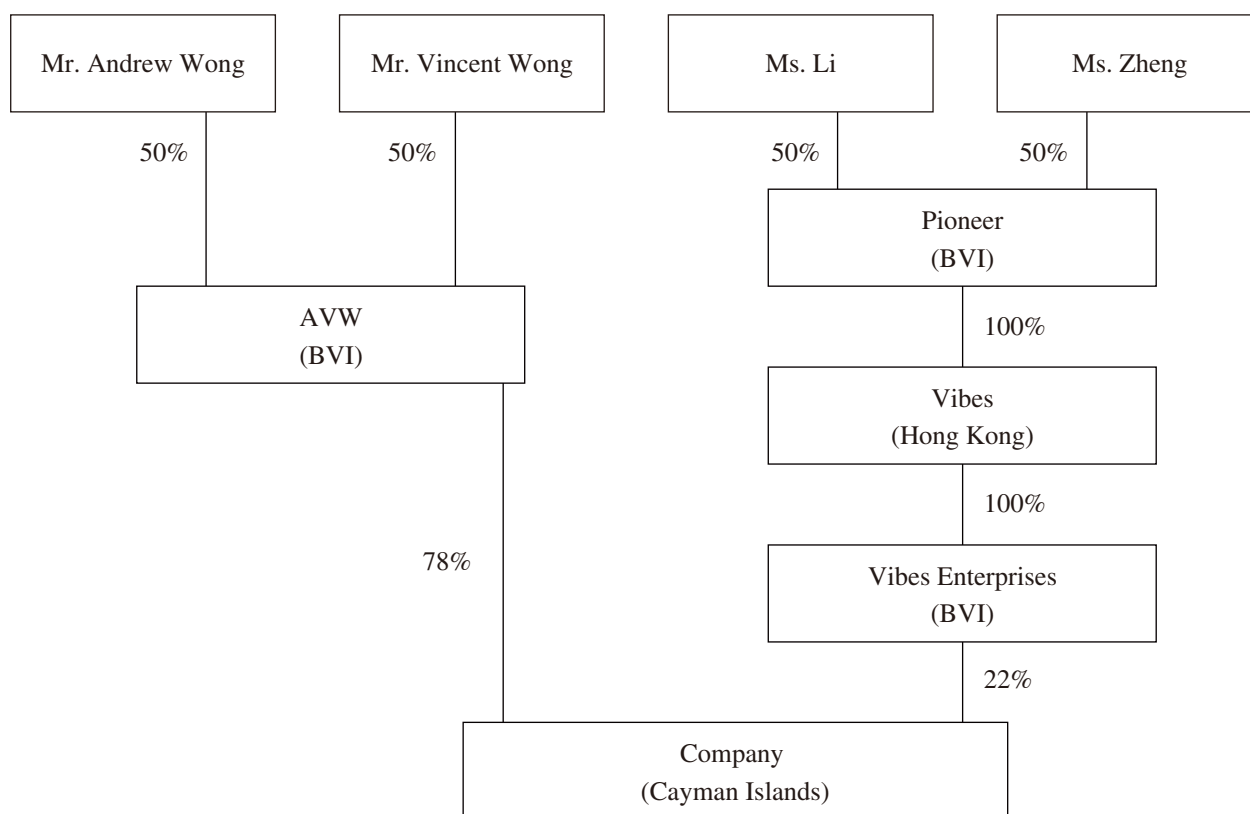 Mr. Andrew Wong
Mr. Vincent Wong
Ms. Li
Ms. Zheng
50%
50%
50%
50%
Pioneer
(BVI)
AVW
(BVI)
100%
Vibes
(Hong Kong)
100%
78%
Vibes Enterprises
(BVI)
22%
Company
(Cayman Islands)